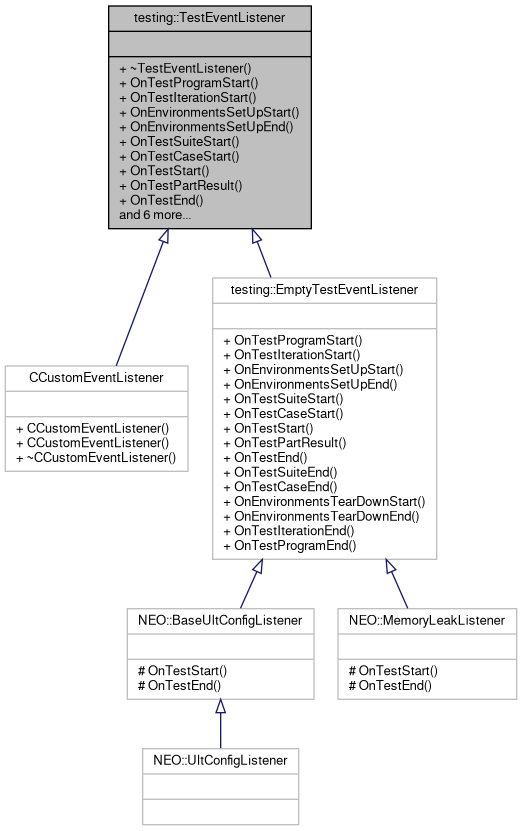 testing::TestEventListener
+ ~TestEventListener()
+ OnTestProgramStart()
+ OnTestIterationStart()
+ OnEnvironmentsSetUpStart()
+ OnEnvironmentsSetUpEnd()
+ OnTestSuiteStart()
+ OnTestCaseStart()
+ OnTestStart()
+ OnTestPartResult()
+ OnTestEnd()
and 6 more...
testing::EmptyTestEventListener
+ OnTestProgramStart()
+ OnTestIterationStart()
+ OnEnvironmentsSetUpStart()
+ OnEnvironmentsSetUpEnd()
+ OnTestSuiteStart()
+ OnTestCaseStart()
+ OnTestStart()
+ OnTestPartResult()
+ OnTestEnd()
+ OnTestSuiteEnd()
+ OnTestCaseEnd()
+ OnEnvironmentsTearDownStart()
+ OnEnvironmentsTearDownEnd()
+ OnTestIterationEnd()
+ OnTestProgramEnd()
CCustomEventListener
+ CCustomEventListener()
+ CCustomEventListener()
+ ~CCustomEventListener()
NEO::BaseUltConfigListener
# OnTestStart()
# OnTestEnd()
NEO::MemoryLeakListener
# OnTestStart()
# OnTestEnd()
NEO::UltConfigListener